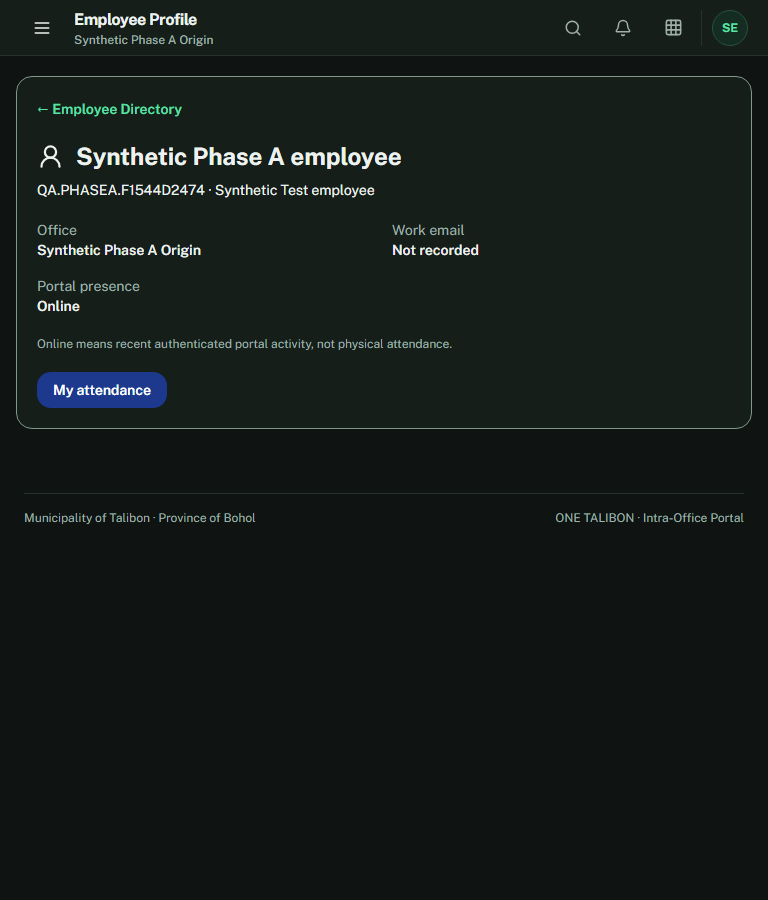 Employee Profile
Synthetic Phase A Origin
SE
← Employee Directory
Synthetic Phase A employee
QA.PHASEA.F1544D2474 · Synthetic Test employee
Office
Synthetic Phase A Origin
Work email
Not recorded
Portal presence
Online
Online means recent authenticated portal activity, not physical attendance.
My attendance
Municipality of Talibon · Province of Bohol
ONE TALIBON · Intra-Office Portal